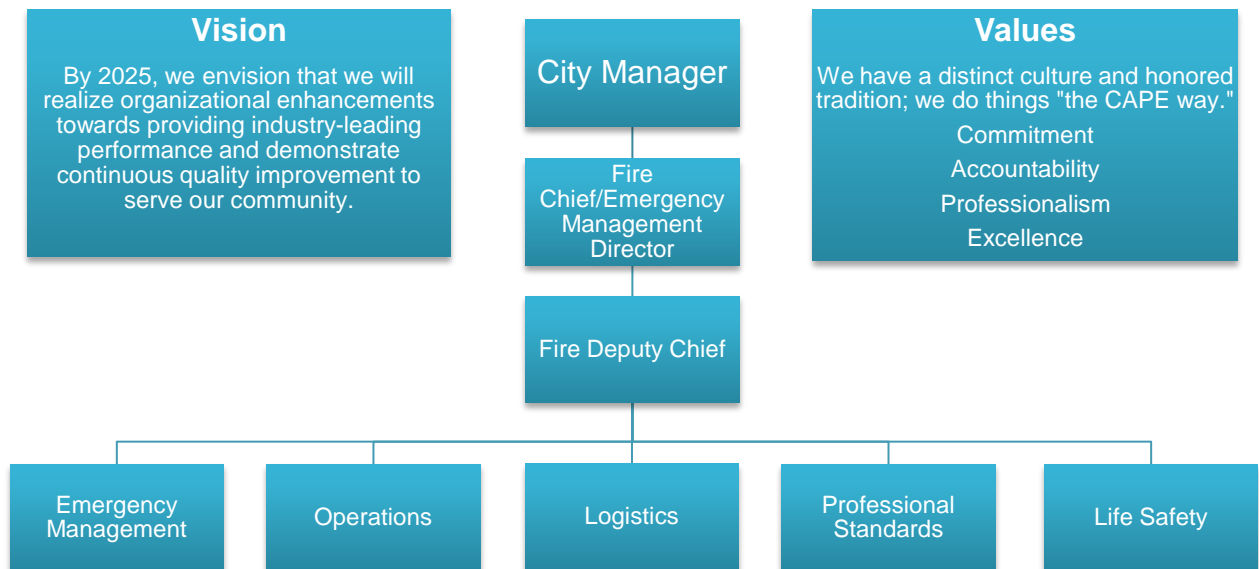 Vision
By 2025, we envision that we will
realize organizational enhancements
towards providing industry-leading
performance and demonstrate
continuous quality improvement to
serve our community.
City Manager
Values
We have a distinct culture and honored
tradition; we do things "the CAPE way."
Commitment
Accountability
Professionalism
Excellence
Fire
Chief/Emergency
Management
Director
Fire Deputy Chief
Emergency
Management
Operations
Logistics
Professional
Standards
Life Safety